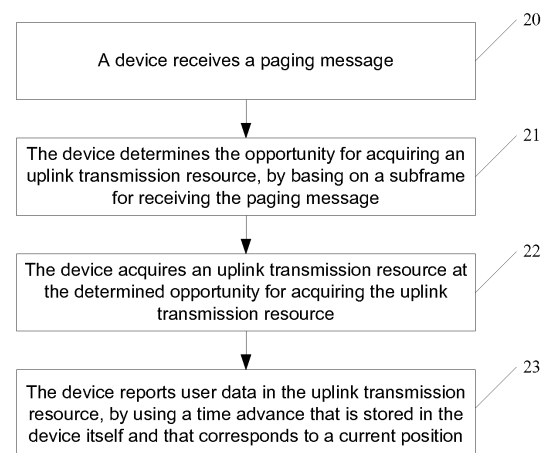 20
A device receives a paging message
21
The device determines the opportunity for acquiring an
uplink transmission resource, by basing on a subframe
for receiving the paging message
22
The device acquires an uplink transmission resource at
the determined opportunity for acquiring the uplink
transmission resource
23
The device reports user data in the uplink transmission
resource, by using a time advance that is stored in the
device itself and that corresponds to a current position